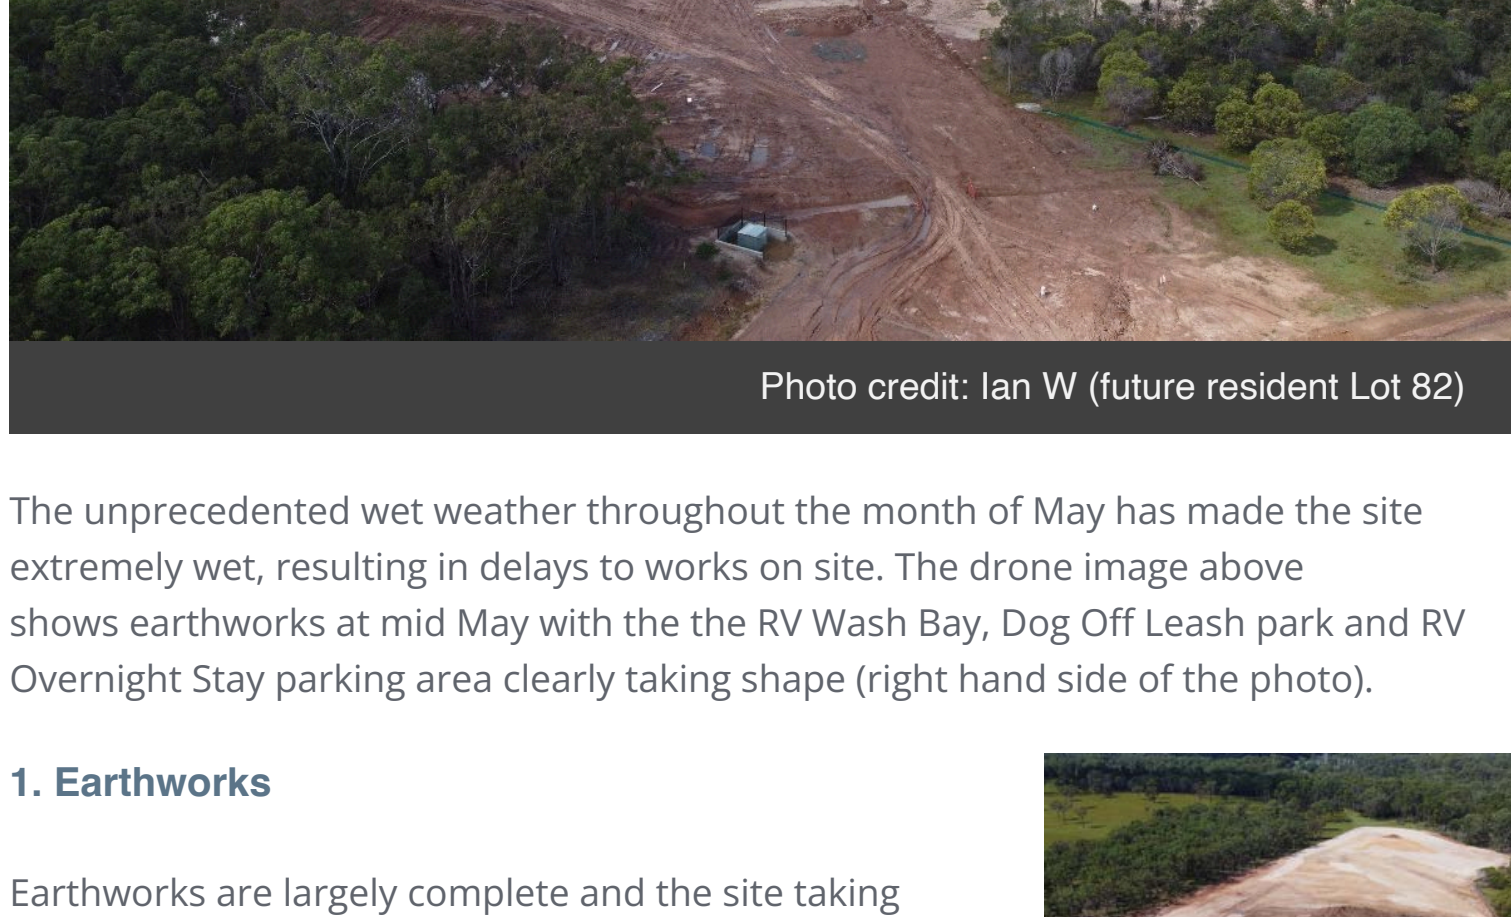 Photo credit: Ian W (future resident Lot 82)
The unprecedented wet weather throughout the month of May has made the site
extremely wet, resulting in delays to works on site. The drone image above
shows earthworks at mid May with the the RV Wash Bay, Dog Off Leash park and RV
Overnight Stay parking area clearly taking shape (right hand side of the photo).
1. Earthworks
Earthworks are largely complete and the site taking